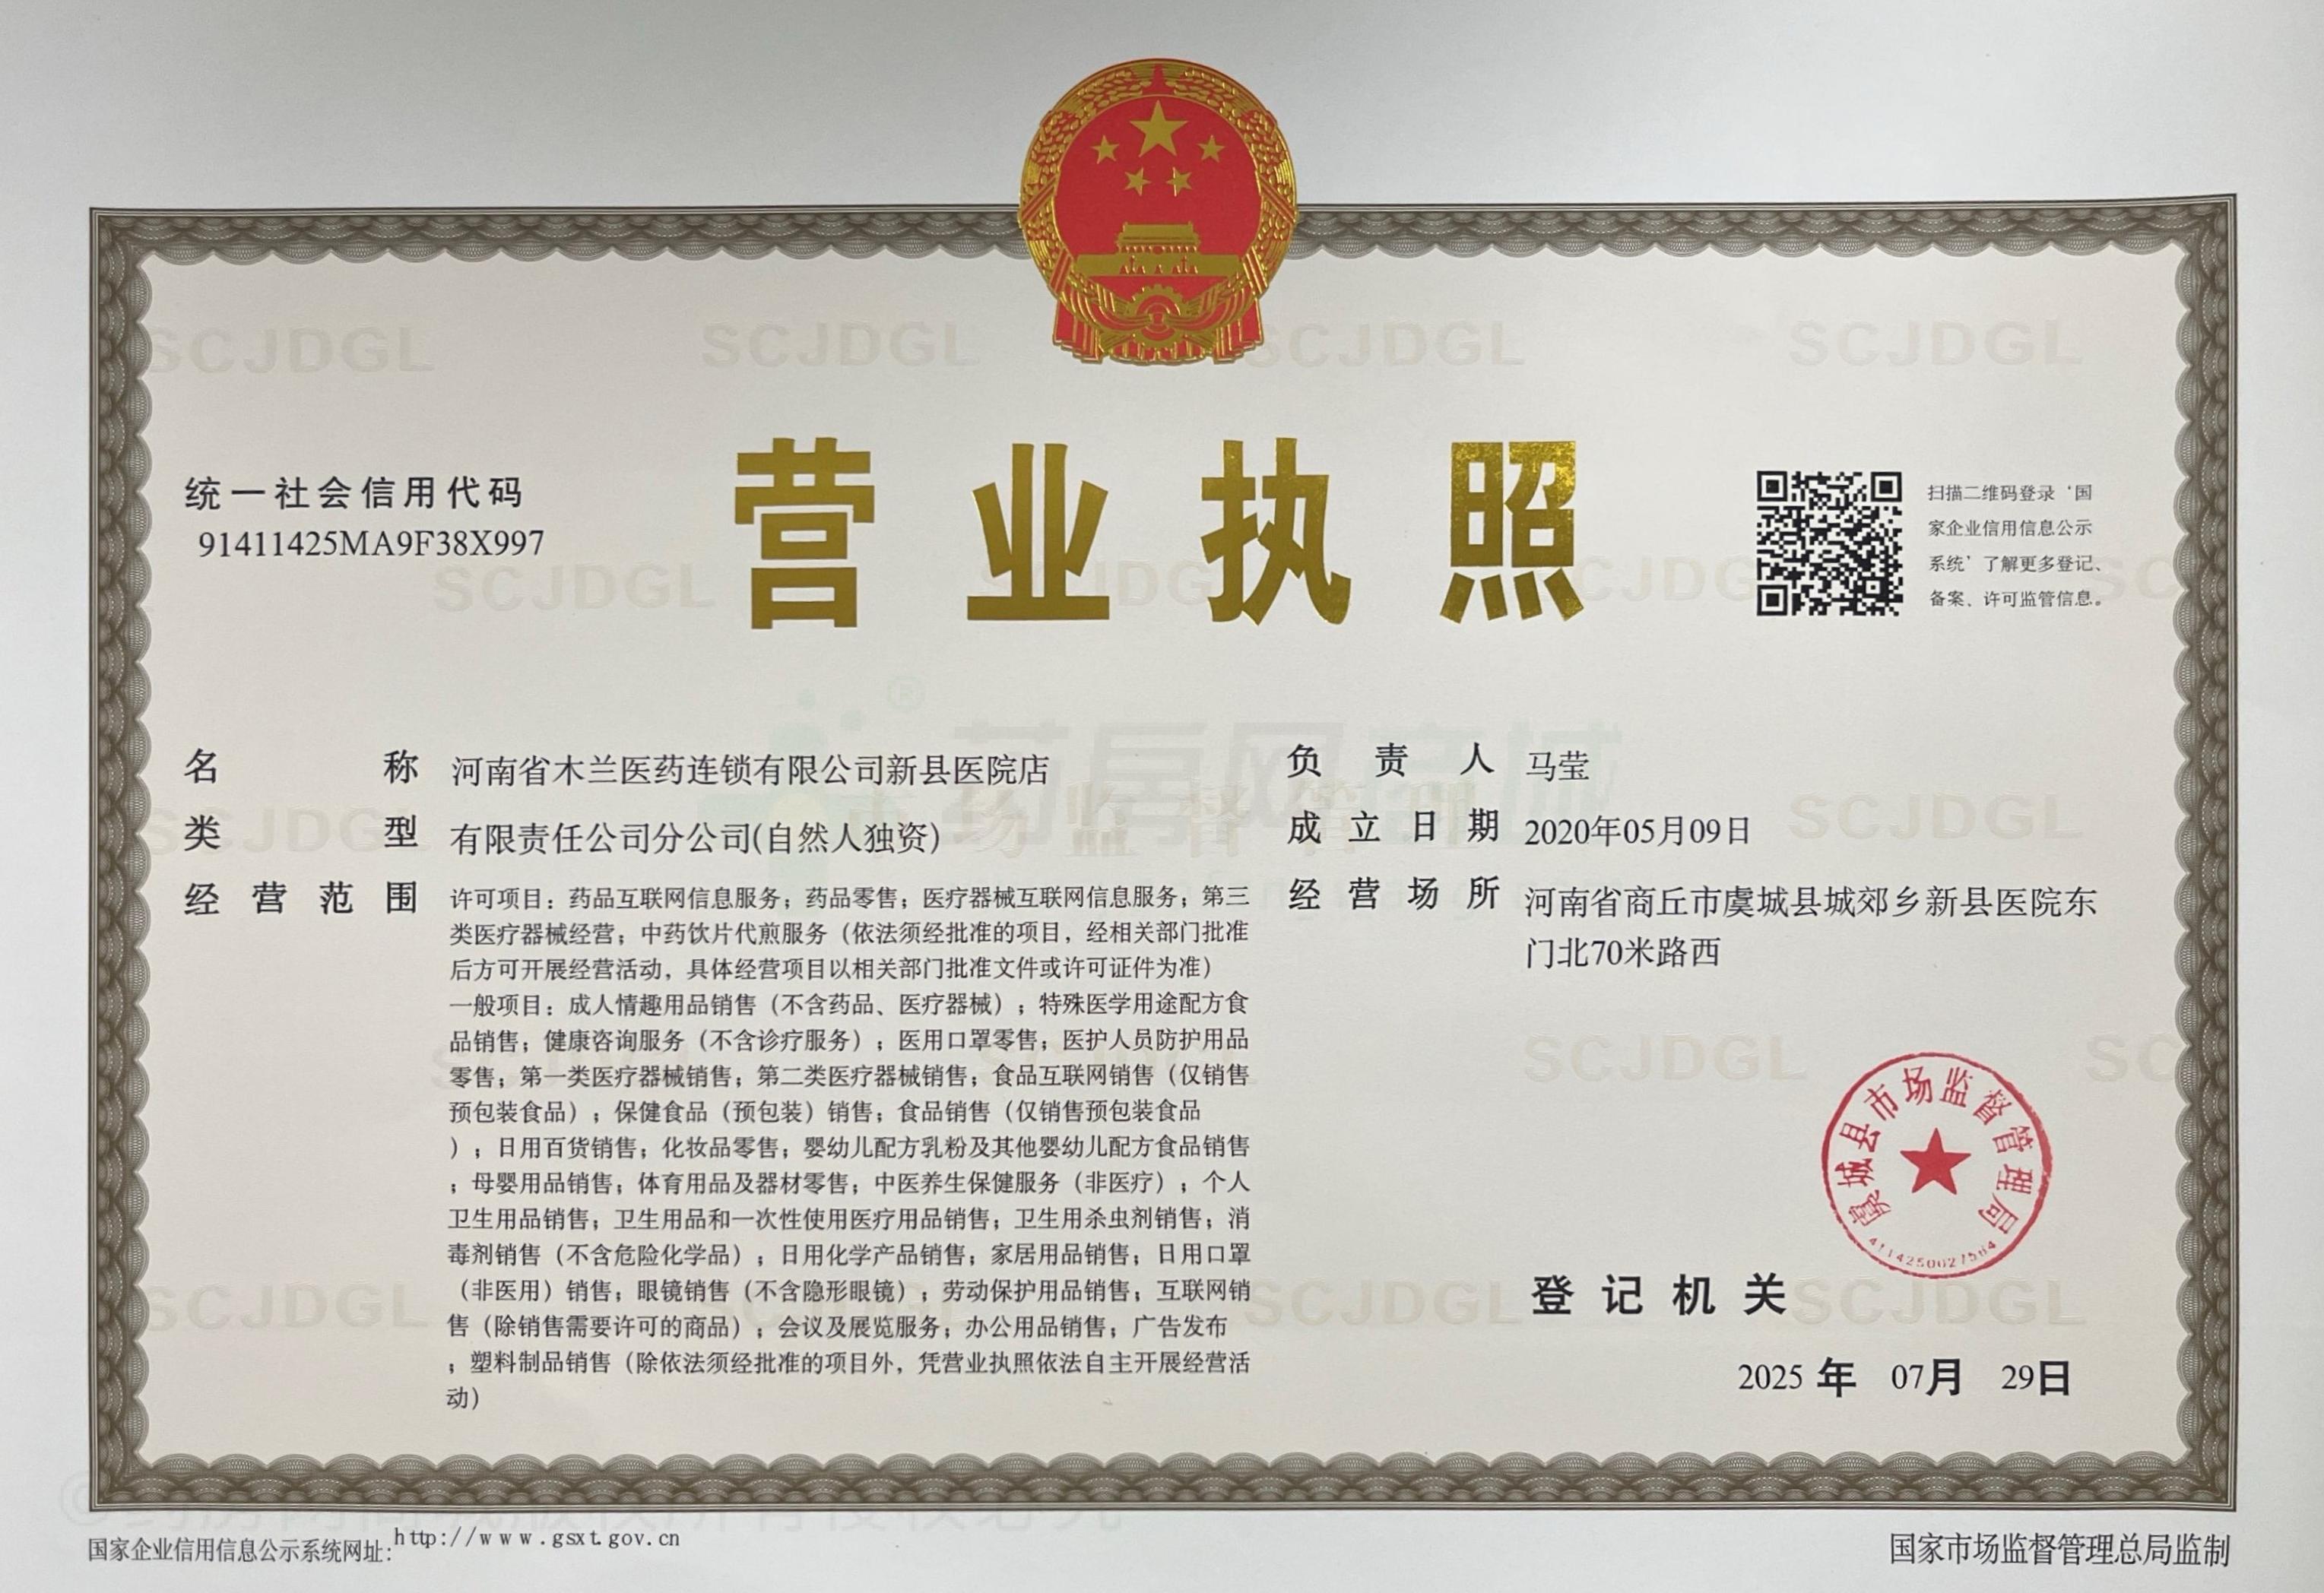 营业执照
统一社会信用代码
91411425MA9F38X997
扫描二维码登录‘国
家企业信用信息公示
系统’了解更多登记、
备案、许可监管信息。
名称 河南省木兰医药连锁有限公司新县医院店
类型 有限责任公司分公司(自然人独资)
经营范围 许可项目：药品互联网信息服务；药品零售；医疗器械互联网信息服务；第三
类医疗器械经营；中药饮片代煎服务（依法须经批准的项目，经相关部门批准
后方可开展经营活动，具体经营项目以相关部门批准文件或许可证件为准）
一般项目：成人情趣用品销售（不含药品、医疗器械）；特殊医学用途配方食
品销售；健康咨询服务（不含诊疗服务）；医用口罩零售；医护人员防护用品
零售；第一类医疗器械销售；第二类医疗器械销售；食品互联网销售（仅销售
预包装食品）；保健食品（预包装）销售；食品销售（仅销售预包装食品
）；日用百货销售；化妆品零售；婴幼儿配方乳粉及其他婴幼儿配方食品销售
；母婴用品销售；体育用品及器材零售；中医养生保健服务（非医疗）；个人
卫生用品销售；卫生用品和一次性使用医疗用品销售；卫生用杀虫剂销售；消
毒剂销售（不含危险化学品）；日用化学产品销售；家居用品销售；日用口罩
（非医用）销售；眼镜销售（不含隐形眼镜）；劳动保护用品销售；互联网销
售（除销售需要许可的商品）；会议及展览服务；办公用品销售；广告发布
；塑料制品销售（除依法须经批准的项目外，凭营业执照依法自主开展经营活
动）
负责人 马莹
成立日期 2020年05月09日
经营场所 河南省商丘市虞城县城郊乡新县医院东
门北70米路西
虞城县市场监督管理局
登记机关
2025 年 07月 29日
国家企业信用信息公示系统网址:http://www.gsxt.gov.cn
国家市场监督管理总局监制
SCJDGL
药房网商城